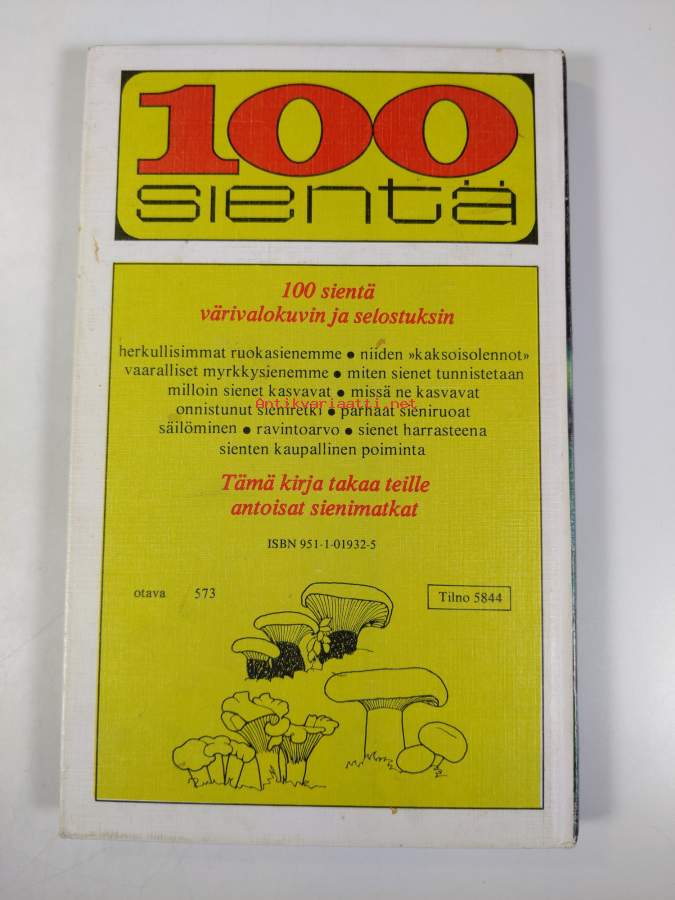 100
sientä
100 sientä
värivalokuvin ja selostuksin
herkullisimmat ruokasienemme ● niiden »kaksoisolennot»
vaaralliset myrkkysienemme ● miten sienet tunnistetaan
milloin sienet kasvavat ● missä ne kasvavat
onnistunut sieniretki ● parhaat sieniruoat
Antikvariaatti.net
säilöminen ● ravintoarvo ● sienet harrasteena
sienten kaupallinen poiminta
Tämä kirja takaa teille
antoisat sienimatkat
ISBN 951-1-01932-5
otava 573 Tilno 5844